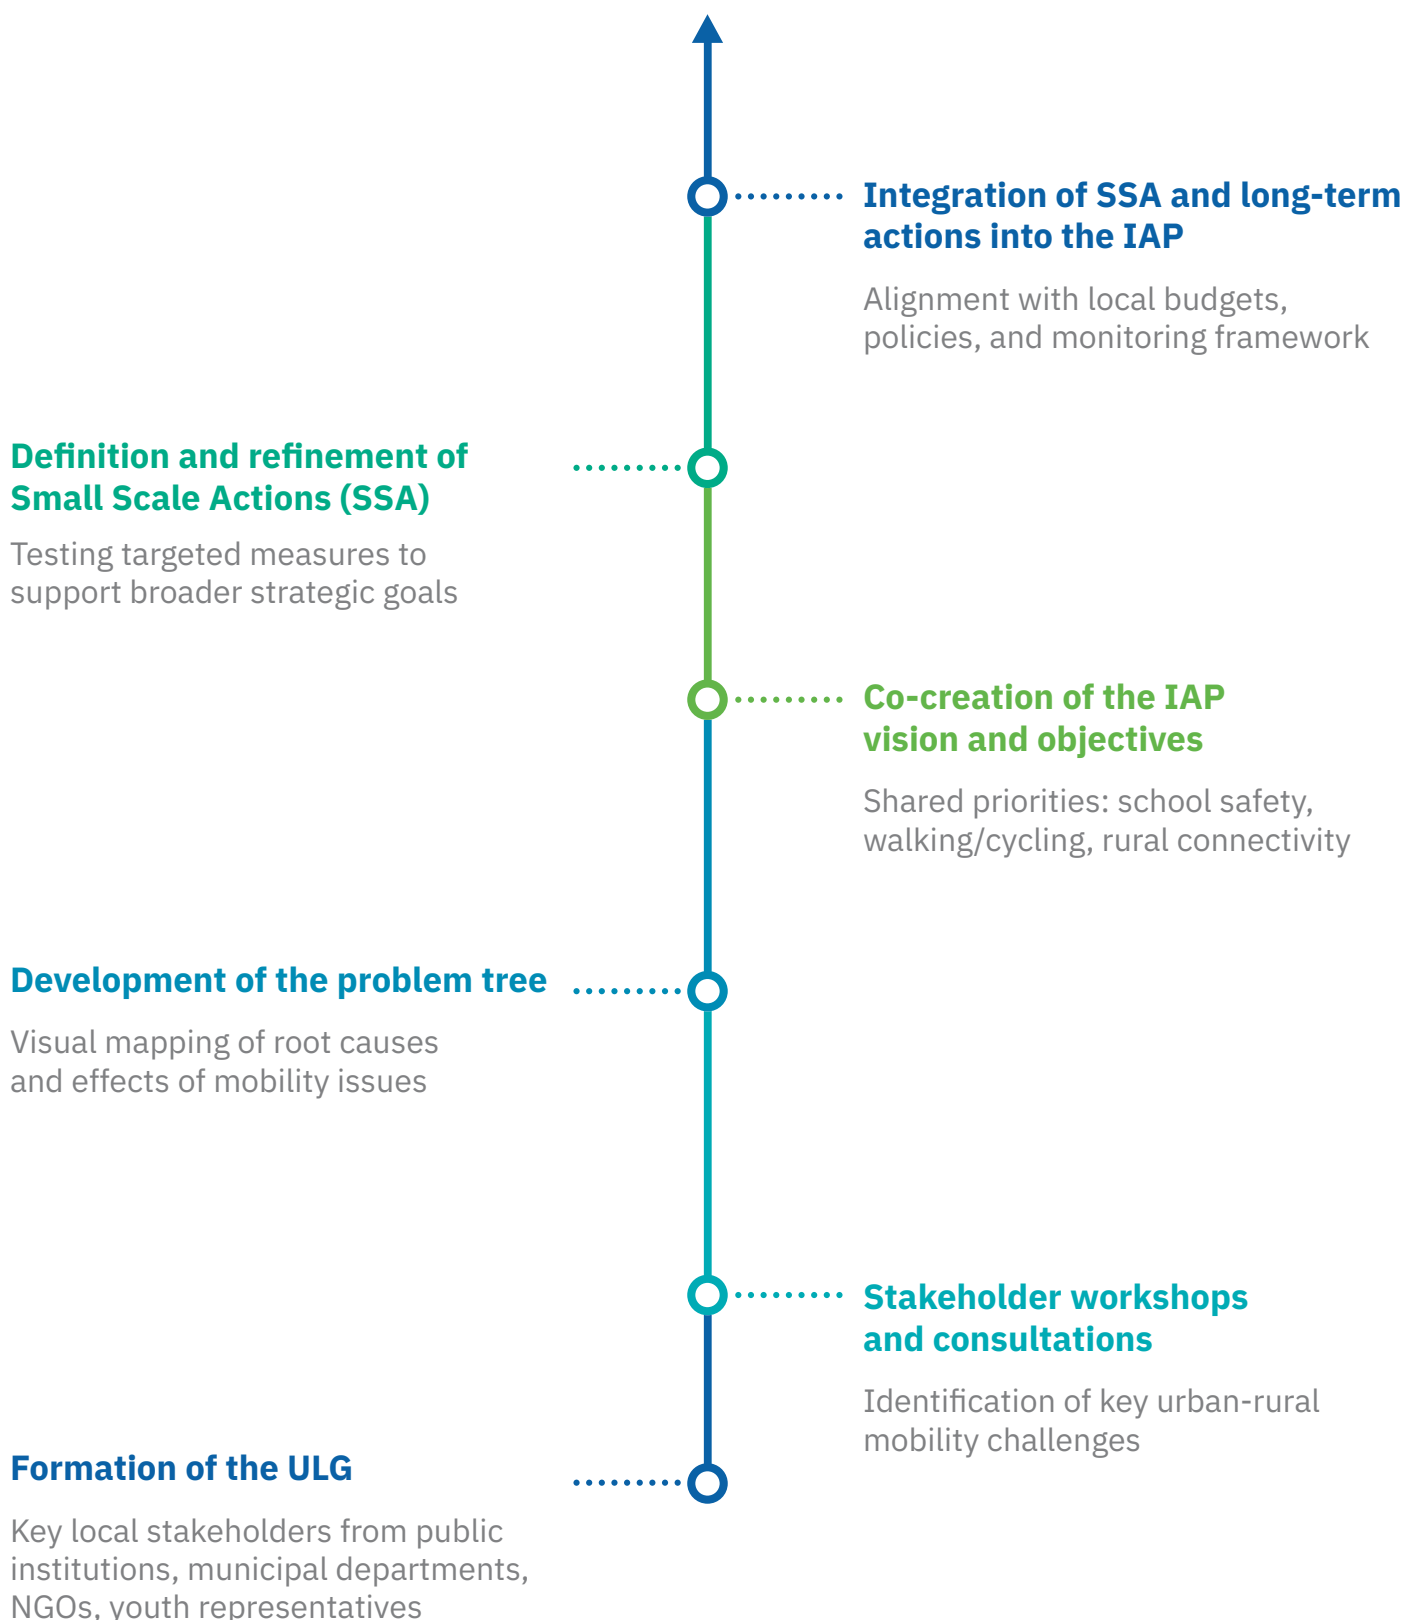 Integration of SSA and long-term
actions into the IAP
Alignment with local budgets,
policies, and monitoring framework
Definition and refinement of
Small Scale Actions (SSA)
Testing targeted measures to
support broader strategic goals
Co-creation of the IAP
vision and objectives
Shared priorities: school safety,
walking/cycling, rural connectivity
Development of the problem tree
Visual mapping of root causes
and effects of mobility issues
Stakeholder workshops
and consultations
Identification of key urban-rural
mobility challenges
Formation of the ULG
Key local stakeholders from public
institutions, municipal departments,
NGOs, youth representatives